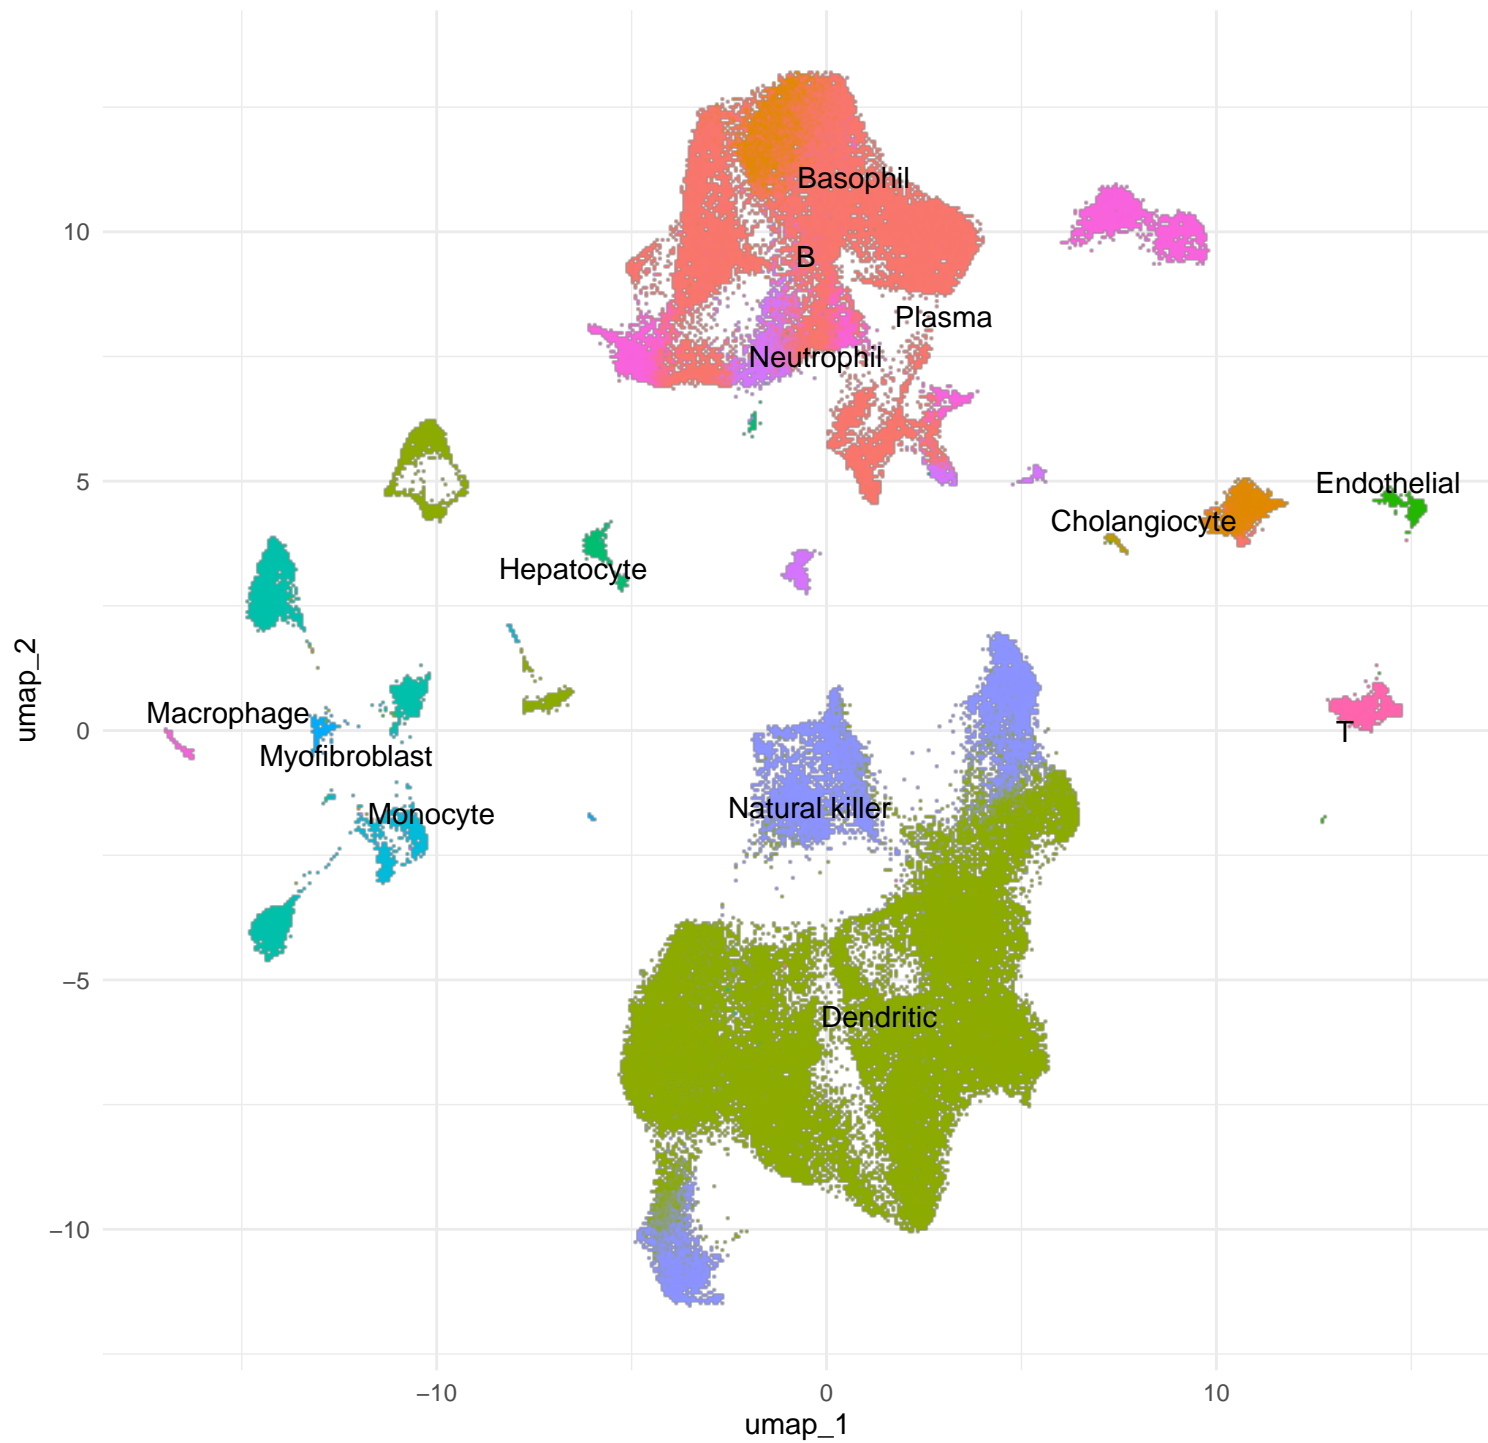 Basophil
10
B
Plasma
Neutrophil
5
Endothelial
Cholangiocyte
Hepatocyte
Macrophage
0
T
Myofibroblast
Monocyte
Natural killer
−5
Dendritic
−10
−10
0
10
umap_1
umap_2